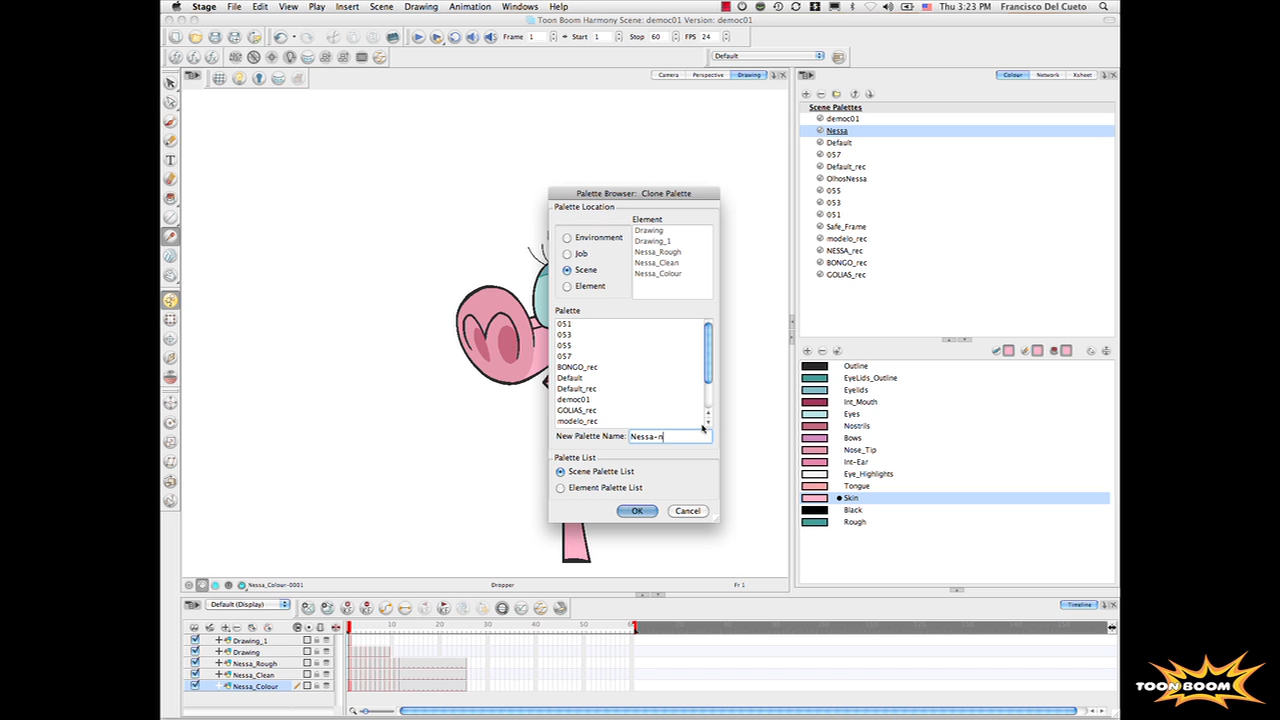 Stage File Edit View Play Insert Scene Drawing Animation Windows Help Thu 3:23 PM Francisco Del Cueto
Toon Boom Harmony Scene: democ01 Version: democ01
Frame 1 Start 1 Stop 60 FPS 24
Default
Camera Perspective Drawing
Colour Network Xsheet
Scene Palettes
democ01
Nessa
Default
057
Default_rec
OlhosNessa
055
053
051
Safe_Frame
modelo_rec
NESSA_rec
BONGO_rec
GOLIAS_rec
Palette Browser: Clone Palette
Palette Location
Element
Environment
Job
Scene
Element
Drawing
Drawing_1
Nessa_Rough
Nessa_Clean
Nessa_Colour
Palette
051
053
055
057
BONGO_rec
Default
Default_rec
democ01
GOLIAS_rec
modelo_rec
New Palette Name: Nessa-n
Palette List
Scene Palette List
Element Palette List
OK Cancel
Outline
EyeLids_Outline
Eyelids
Int_Mouth
Eyes
Nostrils
Bows
Nose_Tip
Int-Ear
Eye_Highlights
Tongue
Skin
Black
Rough
Nessa_Colour-0001 Dropper Fr 1
Default (Display) Timeline
10 20 30 40 50
Drawing_1
Drawing
Nessa_Rough
Nessa_Clean
Nessa_Colour
TOON BOOM